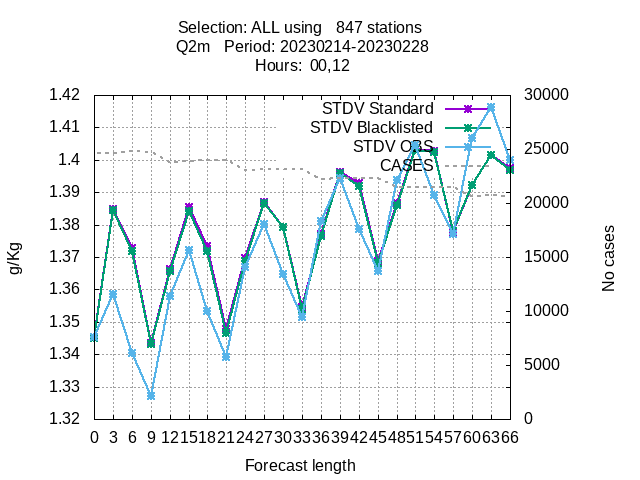 Selection: ALL using   847 stations
Q2m   Period: 20230214-20230228
Hours:  00,12
1.42
1.41
1.4
1.39
1.38
1.37
1.36
1.35
1.34
1.33
1.32
30000
25000
20000
15000
10000
5000
0
STDV Standard
STDV Blacklisted
STDV OBS
CASES
g/Kg
No cases
0 3 6 9 12 15 18 21 24 27 30 33 36 39 42 45 48 51 54 57 60 63 66
Forecast length